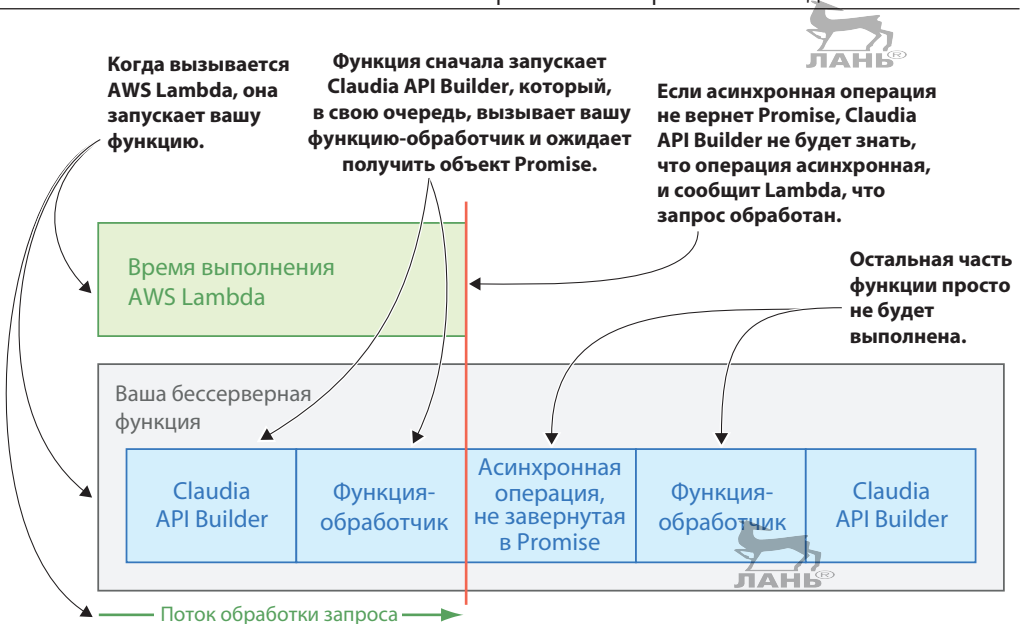 Когда вызывается
AWS Lambda, она
запускает вашу
функцию.
Функция сначала запускает
Claudia API Builder, который,
в свою очередь, вызывает вашу
функцию-обработчик и ожидает
получить объект Promise.
ЛАНЬ®
Если асинхронная операция
не вернет Promise, Claudia
API Builder не будет знать,
что операция асинхронная,
и сообщит Lambda, что
запрос обработан.
Остальная часть
функции просто
не будет
выполнена.
Время выполнения
AWS Lambda
Ваша бессерверная
функция
Claudia
API Builder
Функция-
обработчик
Асинхронная
операция,
не завернутая
в Promise
Функция-
обработчик
Claudia
API Builder
ЛАНЬ®
Поток обработки запроса